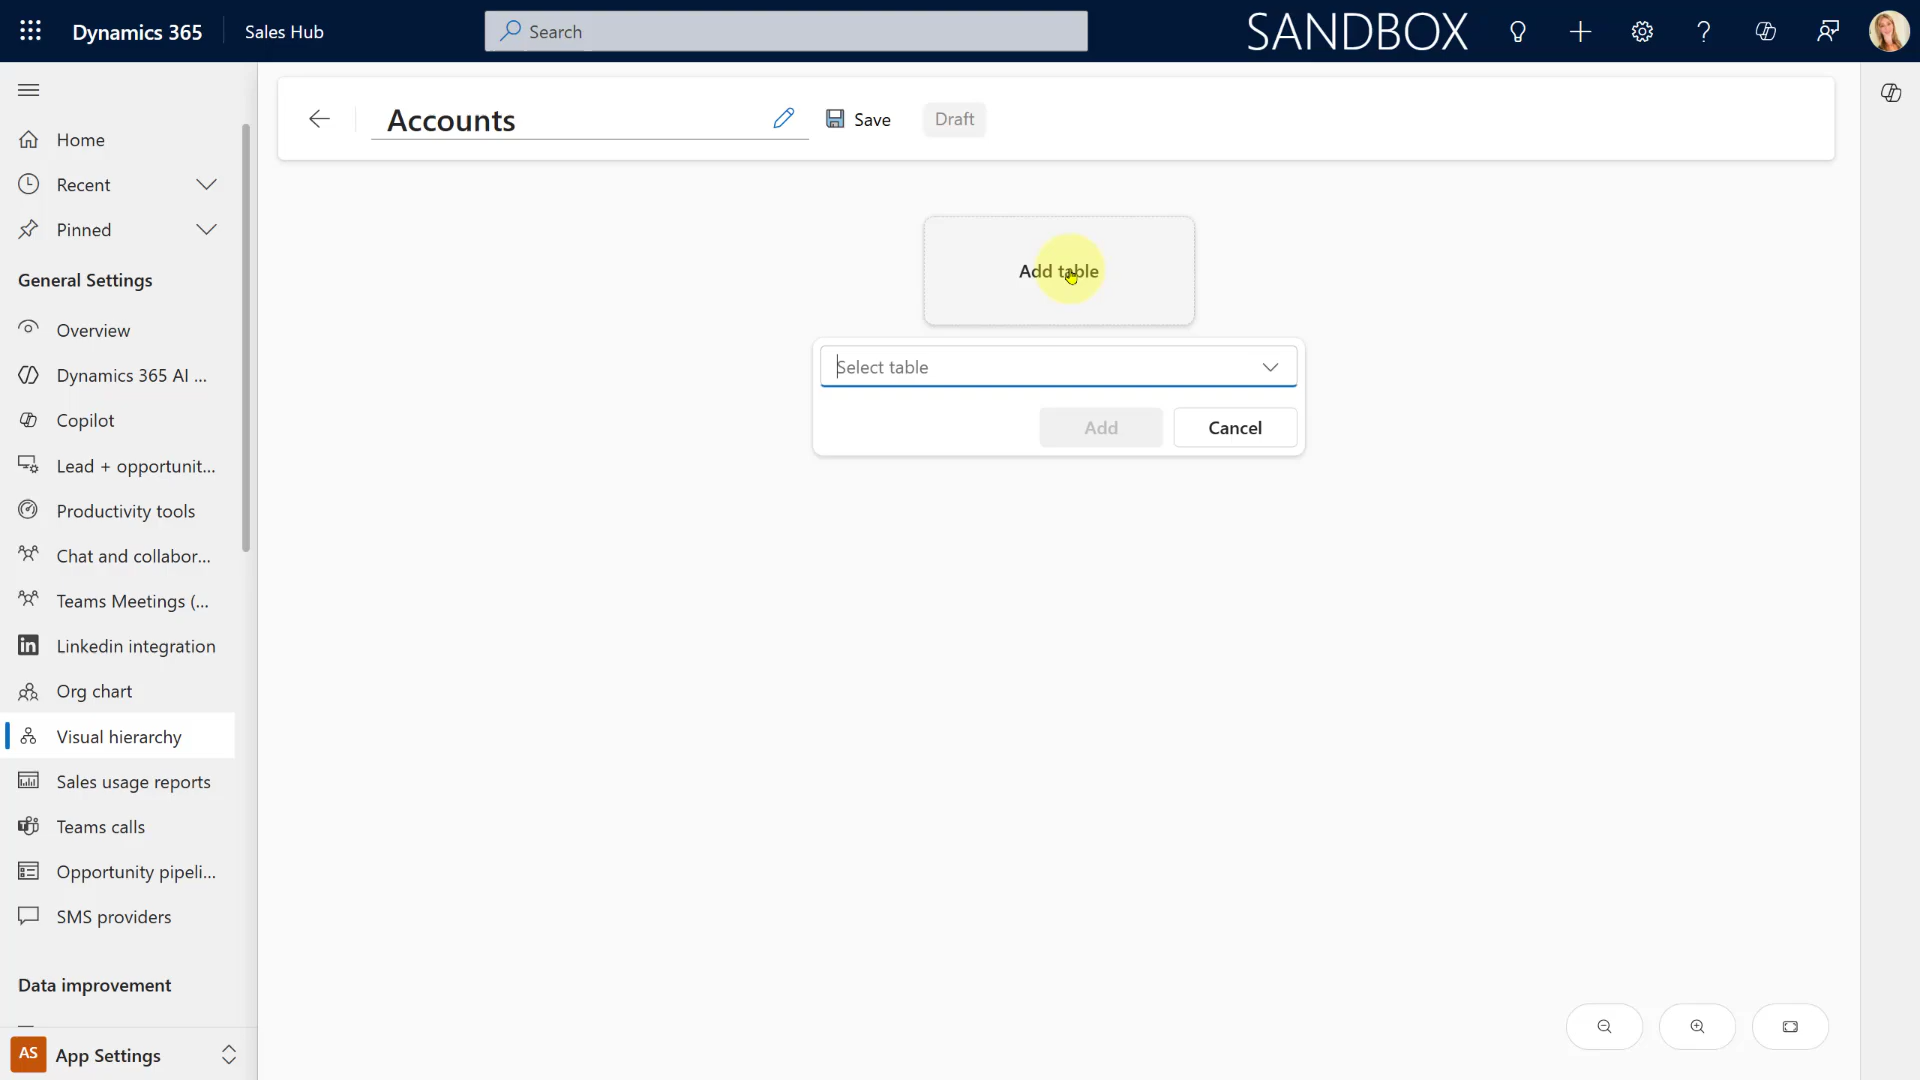 Dynamics 365
Sales Hub
Search
SANDBOX
Home
Recent
Pinned
General Settings
Overview
Dynamics 365 AI ...
Copilot
Lead + opportunit...
Productivity tools
Chat and collabor...
Teams Meetings (...
Linkedin integration
Org chart
Visual hierarchy
Sales usage reports
Teams calls
Opportunity pipeli...
SMS providers
Data improvement
AS
App Settings
Accounts
Save
Draft
Add table
Select table
Add
Cancel